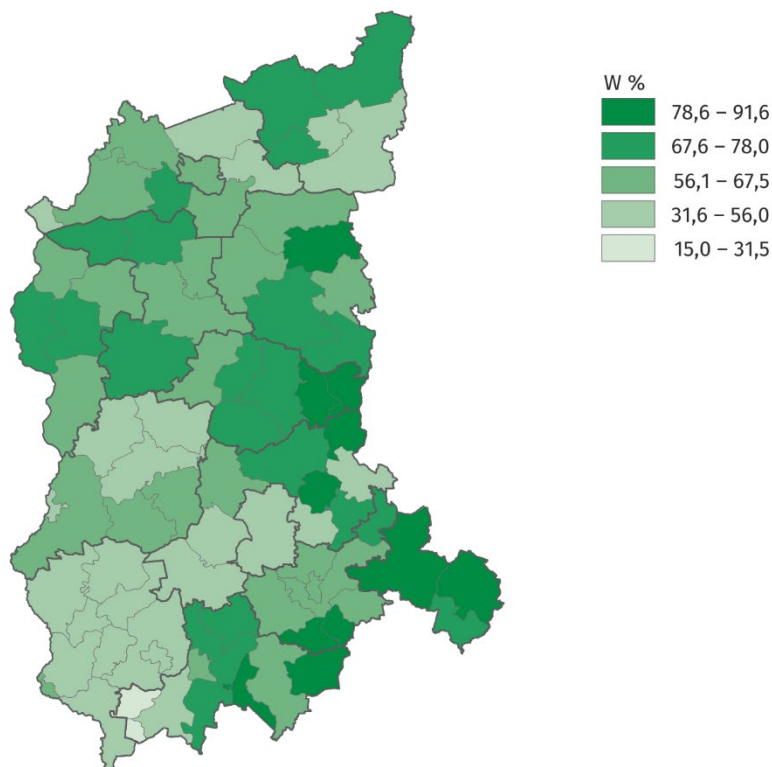 W %
78,6 – 91,6
67,6 – 78,0
56,1 – 67,5
31,6 – 56,0
15,0 – 31,5